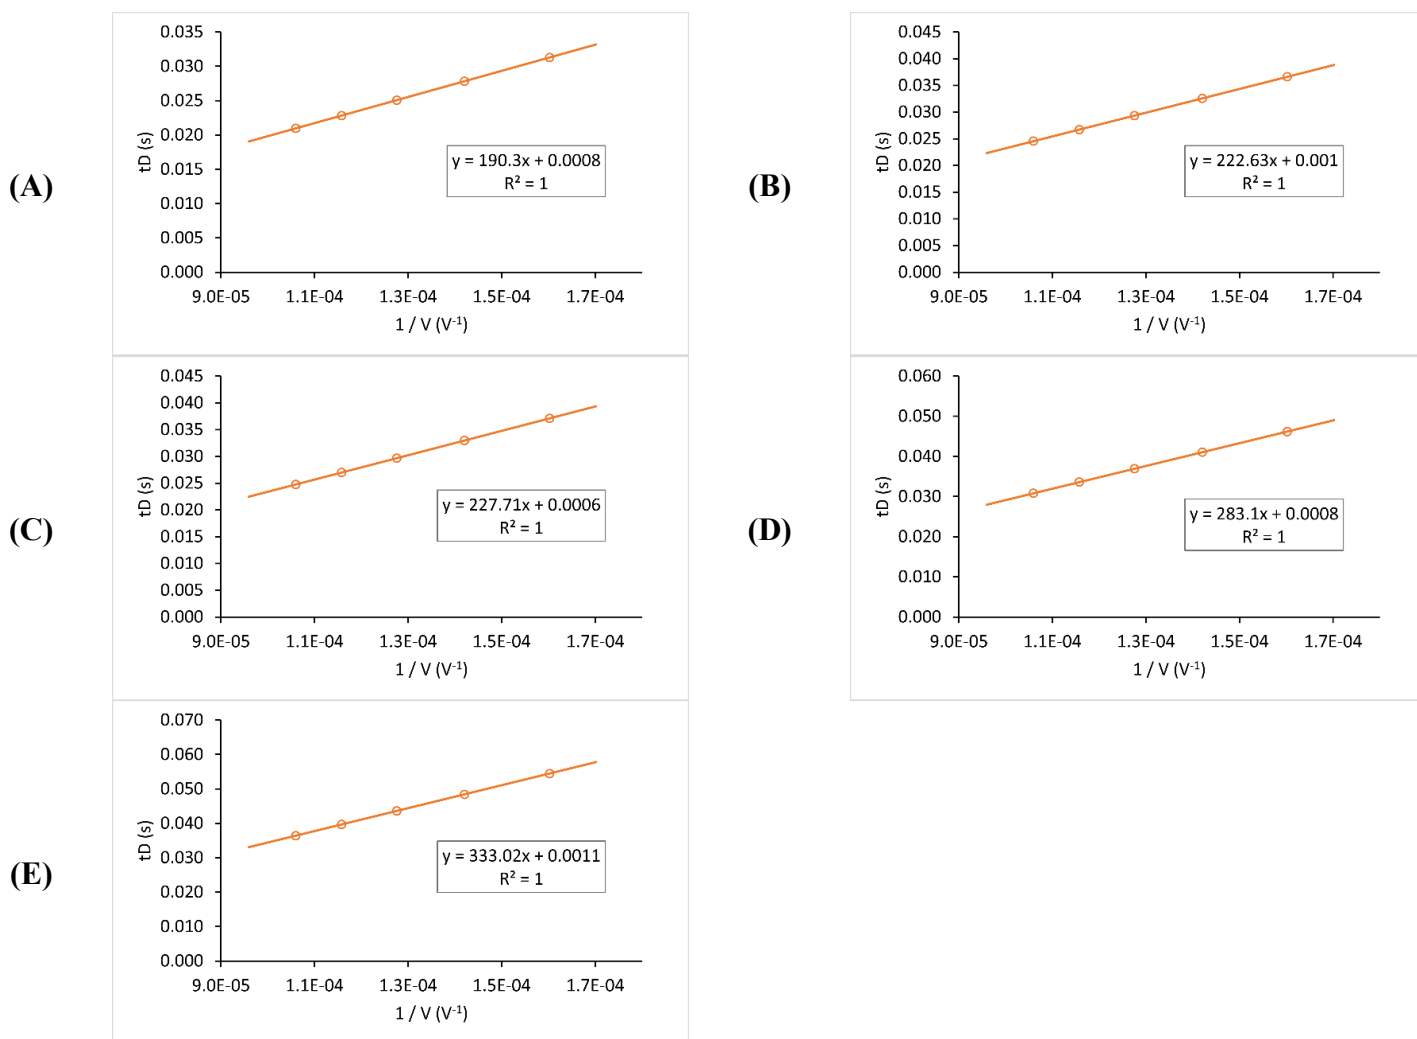 (A)
0.035
0.030
0.025
0.020
0.015
0.010
0.005
0.000
tD (s)
y = 190.3x + 0.0008
R² = 1
9.0E-05 1.1E-04 1.3E-04 1.5E-04 1.7E-04
1 / V (V⁻¹)
(B)
0.045
0.040
0.035
0.030
0.025
0.020
0.015
0.010
0.005
0.000
tD (s)
y = 222.63x + 0.001
R² = 1
9.0E-05 1.1E-04 1.3E-04 1.5E-04 1.7E-04
1 / V (V⁻¹)
(C)
0.045
0.040
0.035
0.030
0.025
0.020
0.015
0.010
0.005
0.000
tD (s)
y = 227.71x + 0.0006
R² = 1
9.0E-05 1.1E-04 1.3E-04 1.5E-04 1.7E-04
1 / V (V⁻¹)
(D)
0.060
0.050
0.040
0.030
0.020
0.010
0.000
tD (s)
y = 283.1x + 0.0008
R² = 1
9.0E-05 1.1E-04 1.3E-04 1.5E-04 1.7E-04
1 / V (V⁻¹)
(E)
0.070
0.060
0.050
0.040
0.030
0.020
0.010
0.000
tD (s)
y = 333.02x + 0.0011
R² = 1
9.0E-05 1.1E-04 1.3E-04 1.5E-04 1.7E-04
1 / V (V⁻¹)